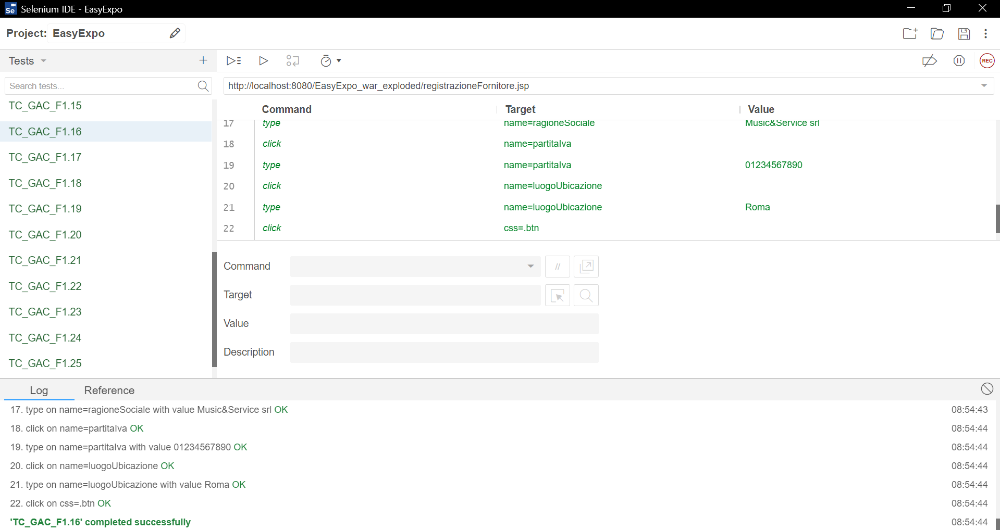 Se Selenium IDE - EasyExpo
Project: EasyExpo
Tests
REC
Search tests...
http://localhost:8080/EasyExpo_war_exploded/registrazioneFornitore.jsp
TC_GAC_F1.15
TC_GAC_F1.16
TC_GAC_F1.17
TC_GAC_F1.18
TC_GAC_F1.19
TC_GAC_F1.20
TC_GAC_F1.21
TC_GAC_F1.22
TC_GAC_F1.23
TC_GAC_F1.24
TC_GAC_F1.25
Command Target Value
17 type name=ragioneSociale Music&Service srl
18 click name=partitaIva
19 type name=partitaIva 01234567890
20 click name=luogoUbicazione
21 type name=luogoUbicazione Roma
22 click css=.btn
Command //
Target
Value
Description
Log Reference
17. type on name=ragioneSociale with value Music&Service srl OK 08:54:43
18. click on name=partitaIva OK 08:54:44
19. type on name=partitaIva with value 01234567890 OK 08:54:44
20. click on name=luogoUbicazione OK 08:54:44
21. type on name=luogoUbicazione with value Roma OK 08:54:44
22. click on css=.btn OK 08:54:44
'TC_GAC_F1.16' completed successfully 08:54:44